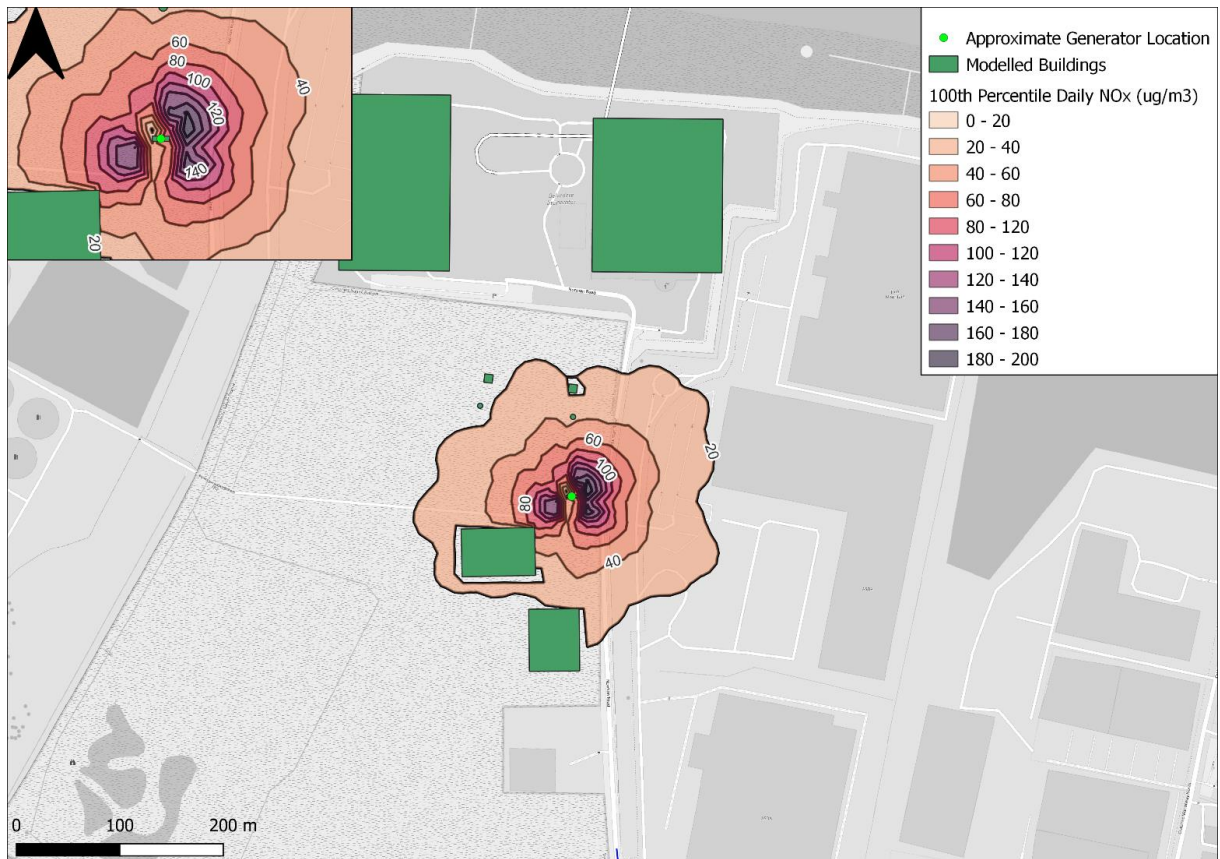 60
80
100
120
140
40
20
Approximate Generator Location
Modelled Buildings
100th Percentile Daily NOx (ug/m3)
0 - 20
20 - 40
40 - 60
60 - 80
80 - 120
100 - 120
120 - 140
140 - 160
160 - 180
180 - 200
60
100
20
80
40
0 100 200 m